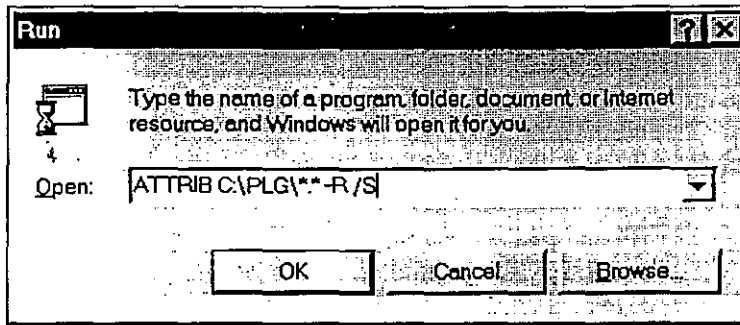 Run
Type the name of a program, folder, document, or Internet
resource, and Windows will open it for you.
Open: ATTRIB C:\PLG\*.* -R /S
OK Cancel Browse...